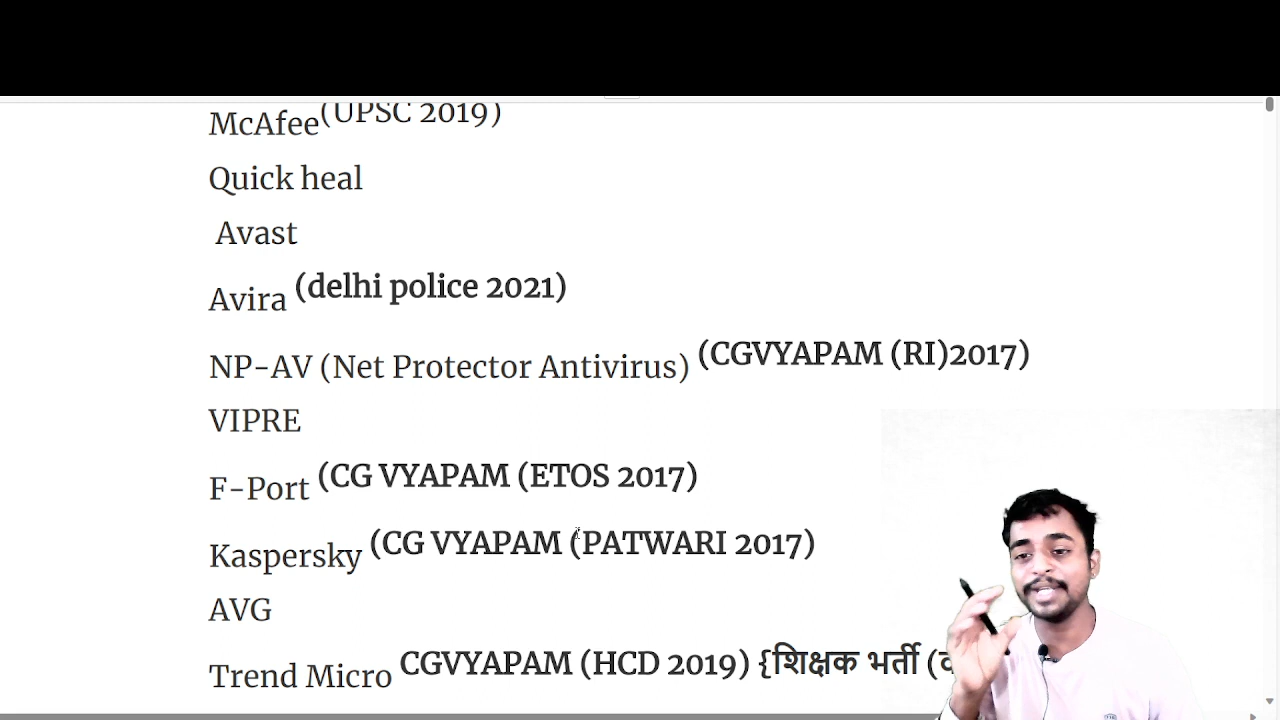 McAfee(UPSC 2019)
Quick heal
Avast
Avira (delhi police 2021)
NP-AV (Net Protector Antivirus) (CGVYAPAM (RI)2017)
VIPRE
F-Port (CG VYAPAM (ETOS 2017)
Kaspersky (CG VYAPAM (PATWARI 2017)
AVG
Trend Micro CGVYAPAM (HCD 2019) {शिक्षक भर्ती